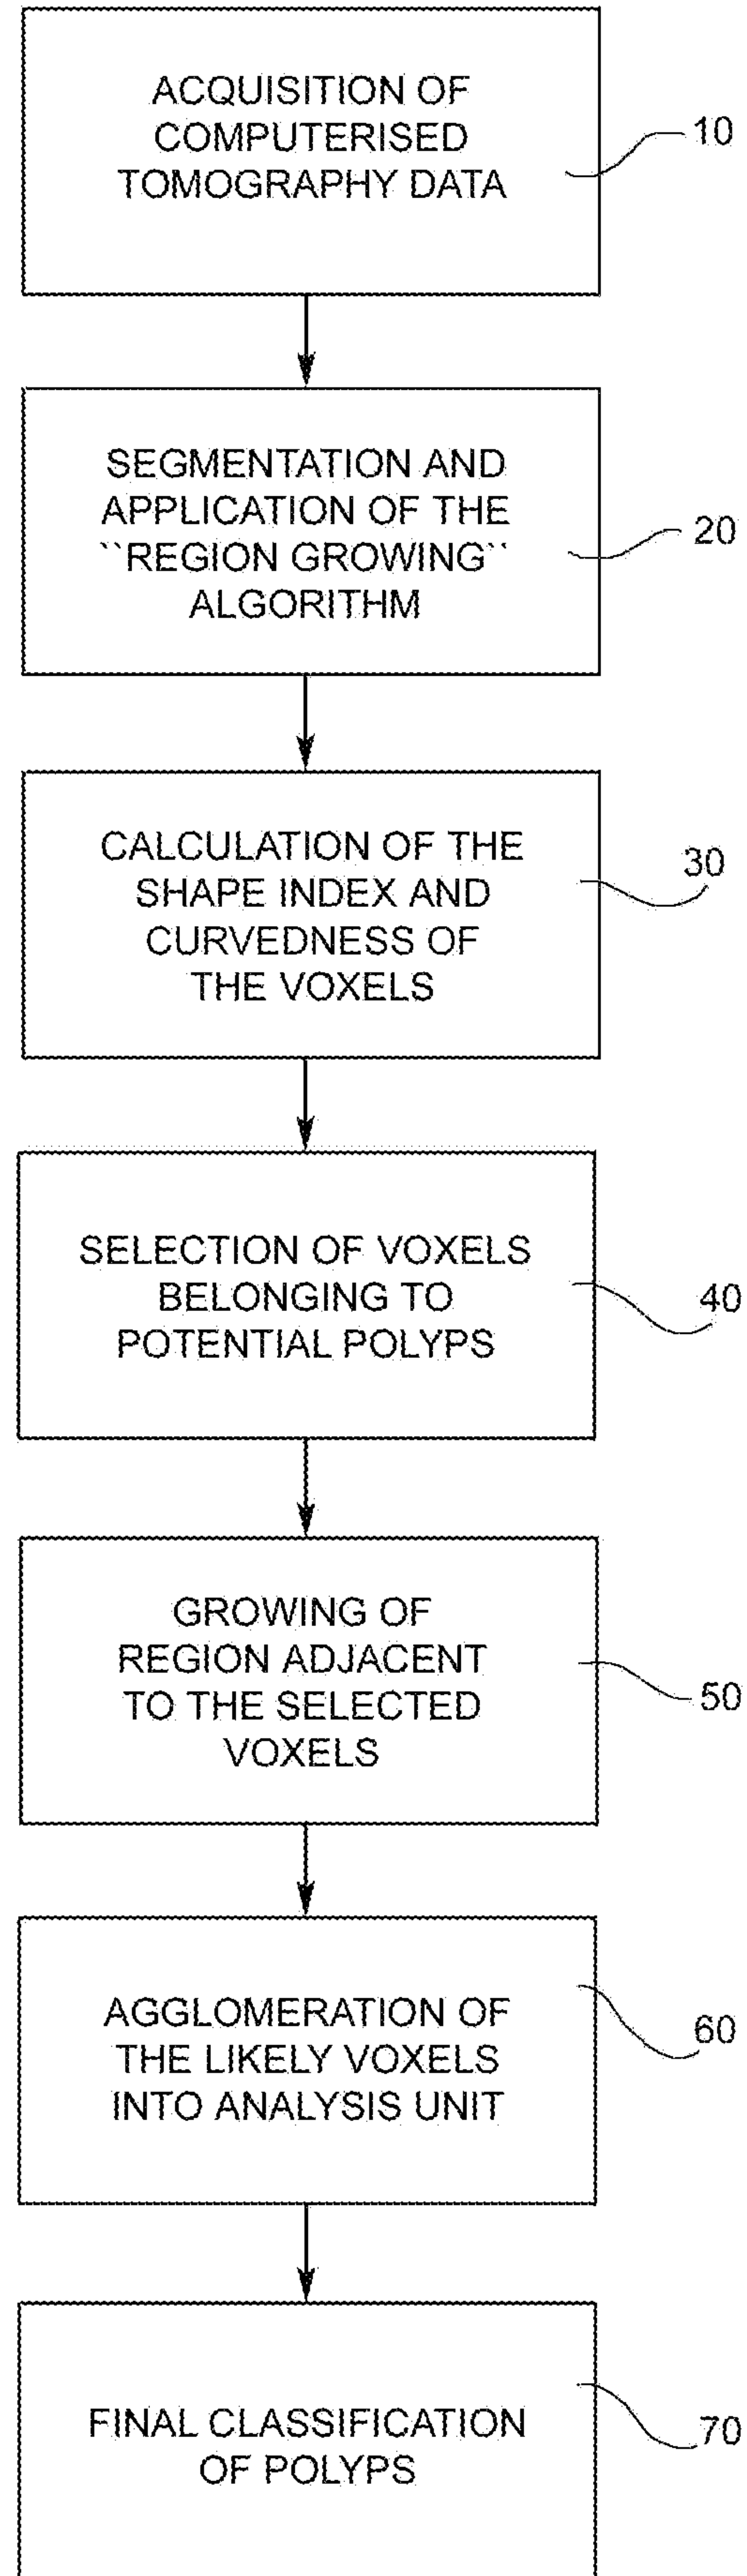 ACQUISITION OF
COMPUTERISED
TOMOGRAPHY DATA
10
SEGMENTATION AND
APPLICATION OF THE
``REGION GROWING``
ALGORITHM
20
CALCULATION OF THE
SHAPE INDEX AND
CURVEDNESS OF
THE VOXELS
30
SELECTION OF VOXELS
BELONGING TO
POTENTIAL POLYPS
40
GROWING OF
REGION ADJACENT
TO THE SELECTED
VOXELS
50
AGGLOMERATION OF
THE LIKELY VOXELS
INTO ANALYSIS UNIT
60
FINAL CLASSIFICATION
OF POLYPS
70